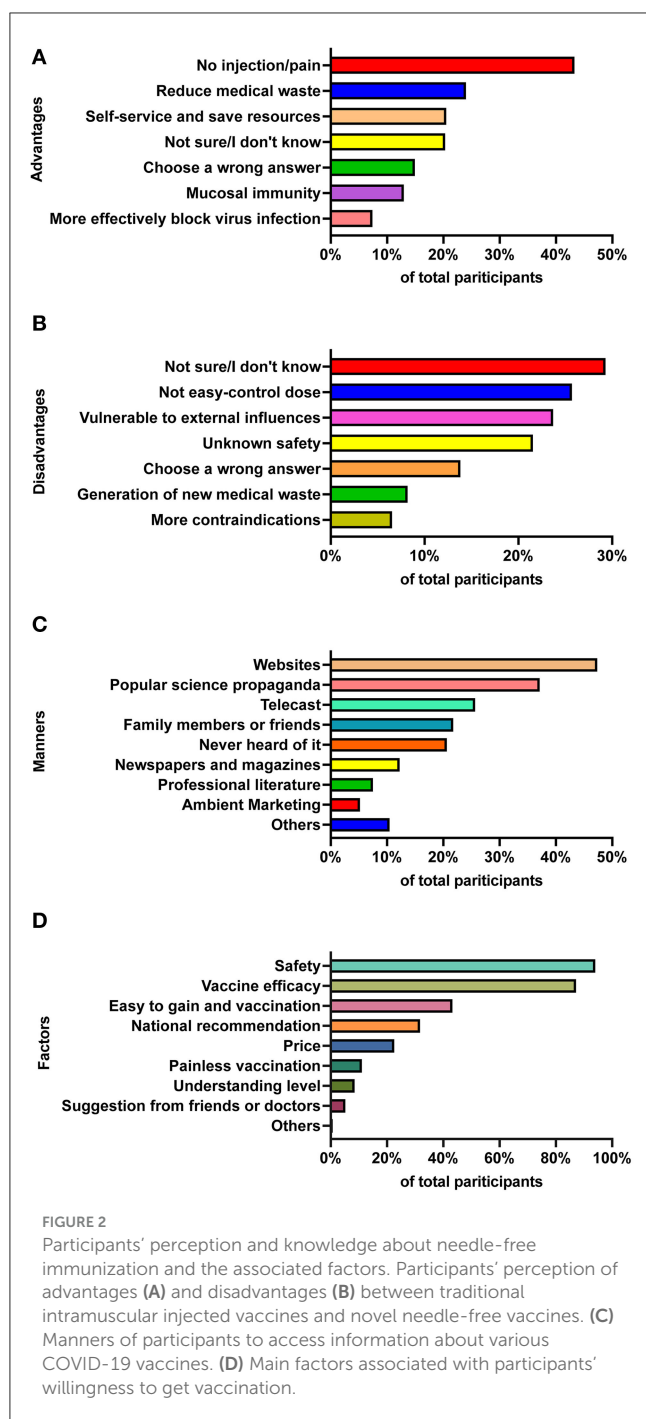 A
Advantages
No injection/pain
Reduce medical waste
Self-service and save resources
Not sure/I don't know
Choose a wrong answer
Mucosal immunity
More effectively block virus infection
0% 10% 20% 30% 40% 50%
of total pariticipants
B
Disadvantages
Not sure/I don't know
Not easy-control dose
Vulnerable to external influences
Unknown safety
Choose a wrong answer
Generation of new medical waste
More contraindications
0% 10% 20% 30%
of total pariticipants
C
Manners
Websites
Popular science propaganda
Telecast
Family members or friends
Never heard of it
Newspapers and magazines
Professional literature
Ambient Marketing
Others
0% 10% 20% 30% 40% 50%
of total pariticipants
D
Factors
Safety
Vaccine efficacy
Easy to gain and vaccination
National recommendation
Price
Painless vaccination
Understanding level
Suggestion from friends or doctors
Others
0% 20% 40% 60% 80% 100%
of total pariticipants
FIGURE 2
Participants' perception and knowledge about needle-free
immunization and the associated factors. Participants' perception of
advantages (A) and disadvantages (B) between traditional
intramuscular injected vaccines and novel needle-free vaccines. (C)
Manners of participants to access information about various
COVID-19 vaccines. (D) Main factors associated with participants'
willingness to get vaccination.